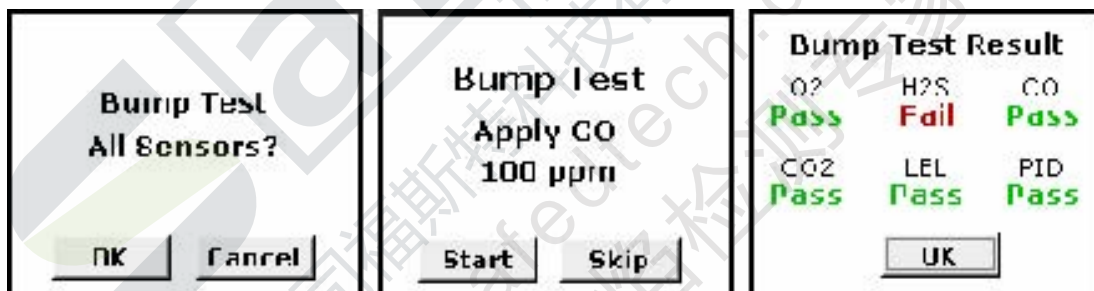 Bump Test
All Sensors?
OK Cancel
Bump Test
Apply CO
100 ppm
Start Skip
Bump Test Result
O2 H2S CO
Pass Fail Pass
CO2 LEL PID
Pass Pass Pass
OK